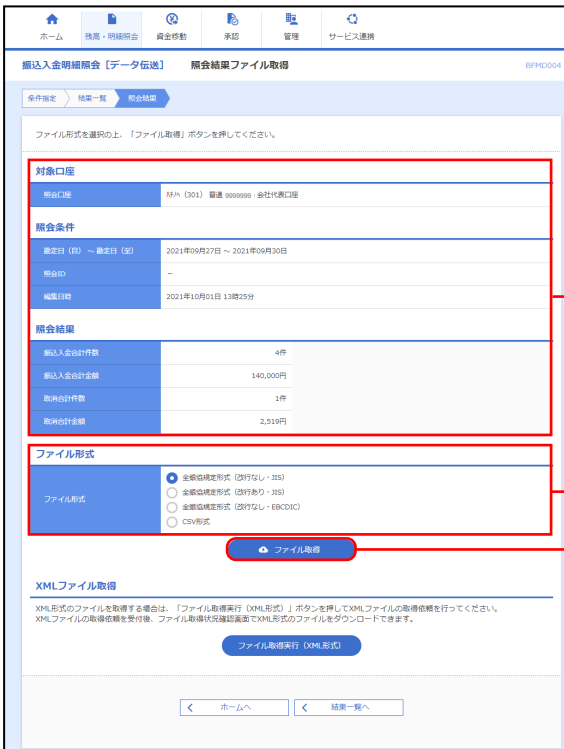 ホーム
残高・明細照会
資金移動
承認
管理
サービス連携
振込入金明細照会［データ伝送］ 照会結果ファイル取得
BFMD004
条件指定
結果一覧
照会結果
ファイル形式を選択の上、「ファイル取得」ボタンを押してください。
対象口座
照会口座 （301） 普通 9999999 会社代表口座
照会条件
勘定日（自）～ 勘定日（至） 2021年09月27日 ～ 2021年09月30日
照会ID －
編集日時 2021年10月01日 13時25分
照会結果
振込入金合計件数 4件
振込入金合計金額 140,000円
取消合計件数 1件
取消合計金額 2,519円
ファイル形式
ファイル形式
全銀協規定形式（改行なし・JIS）
全銀協規定形式（改行あり・JIS）
全銀協規定形式（改行なし・EBCDIC）
CSV形式
ファイル取得
XMLファイル取得
XML形式のファイルを取得する場合は、「ファイル取得実行（XML形式）」ボタンを押してXMLファイルの取得依頼を行ってください。
XMLファイルの取得依頼を受付後、ファイル取得状況確認画面でXML形式のファイルをダウンロードできます。
ファイル取得実行（XML形式）
ホームへ
結果一覧へ